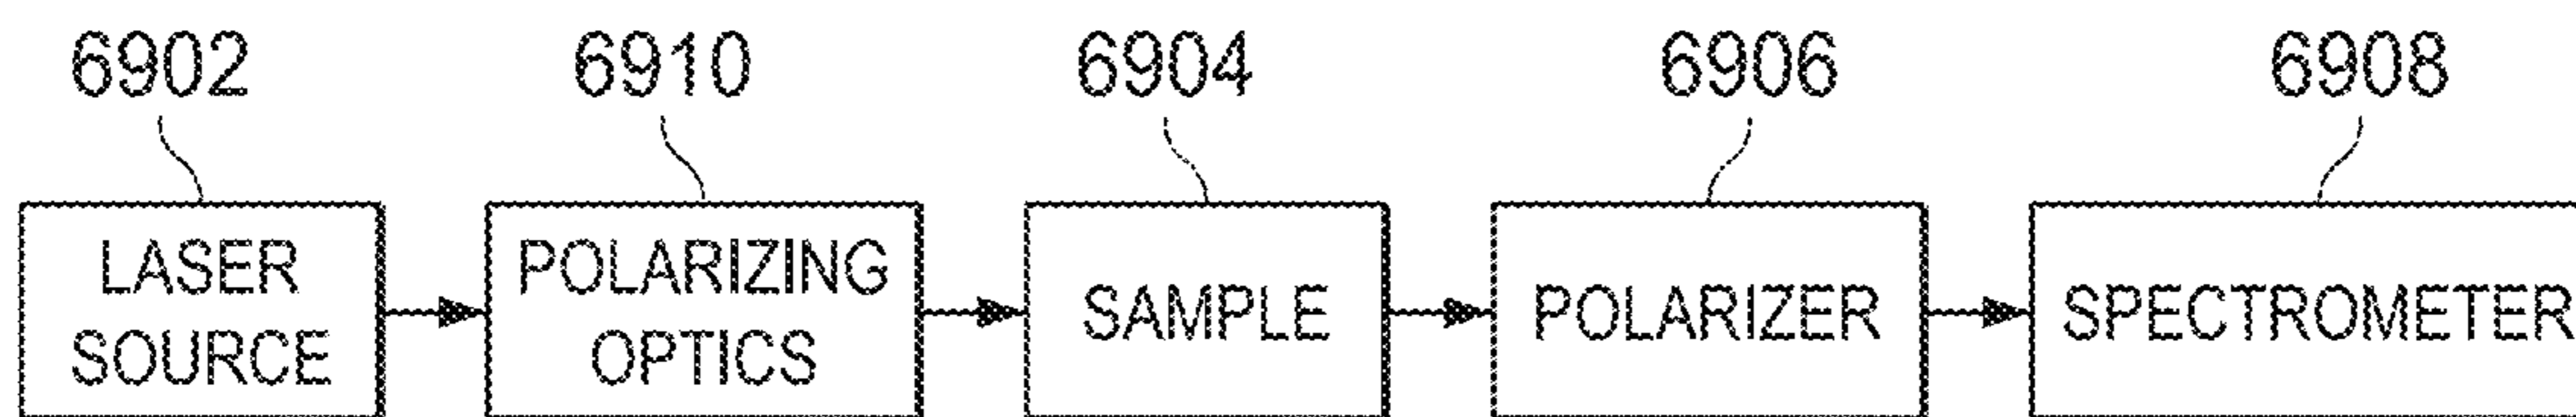 6902 6910 6904 6906 6908
LASER SOURCE
POLARIZING OPTICS
SAMPLE
POLARIZER
SPECTROMETER